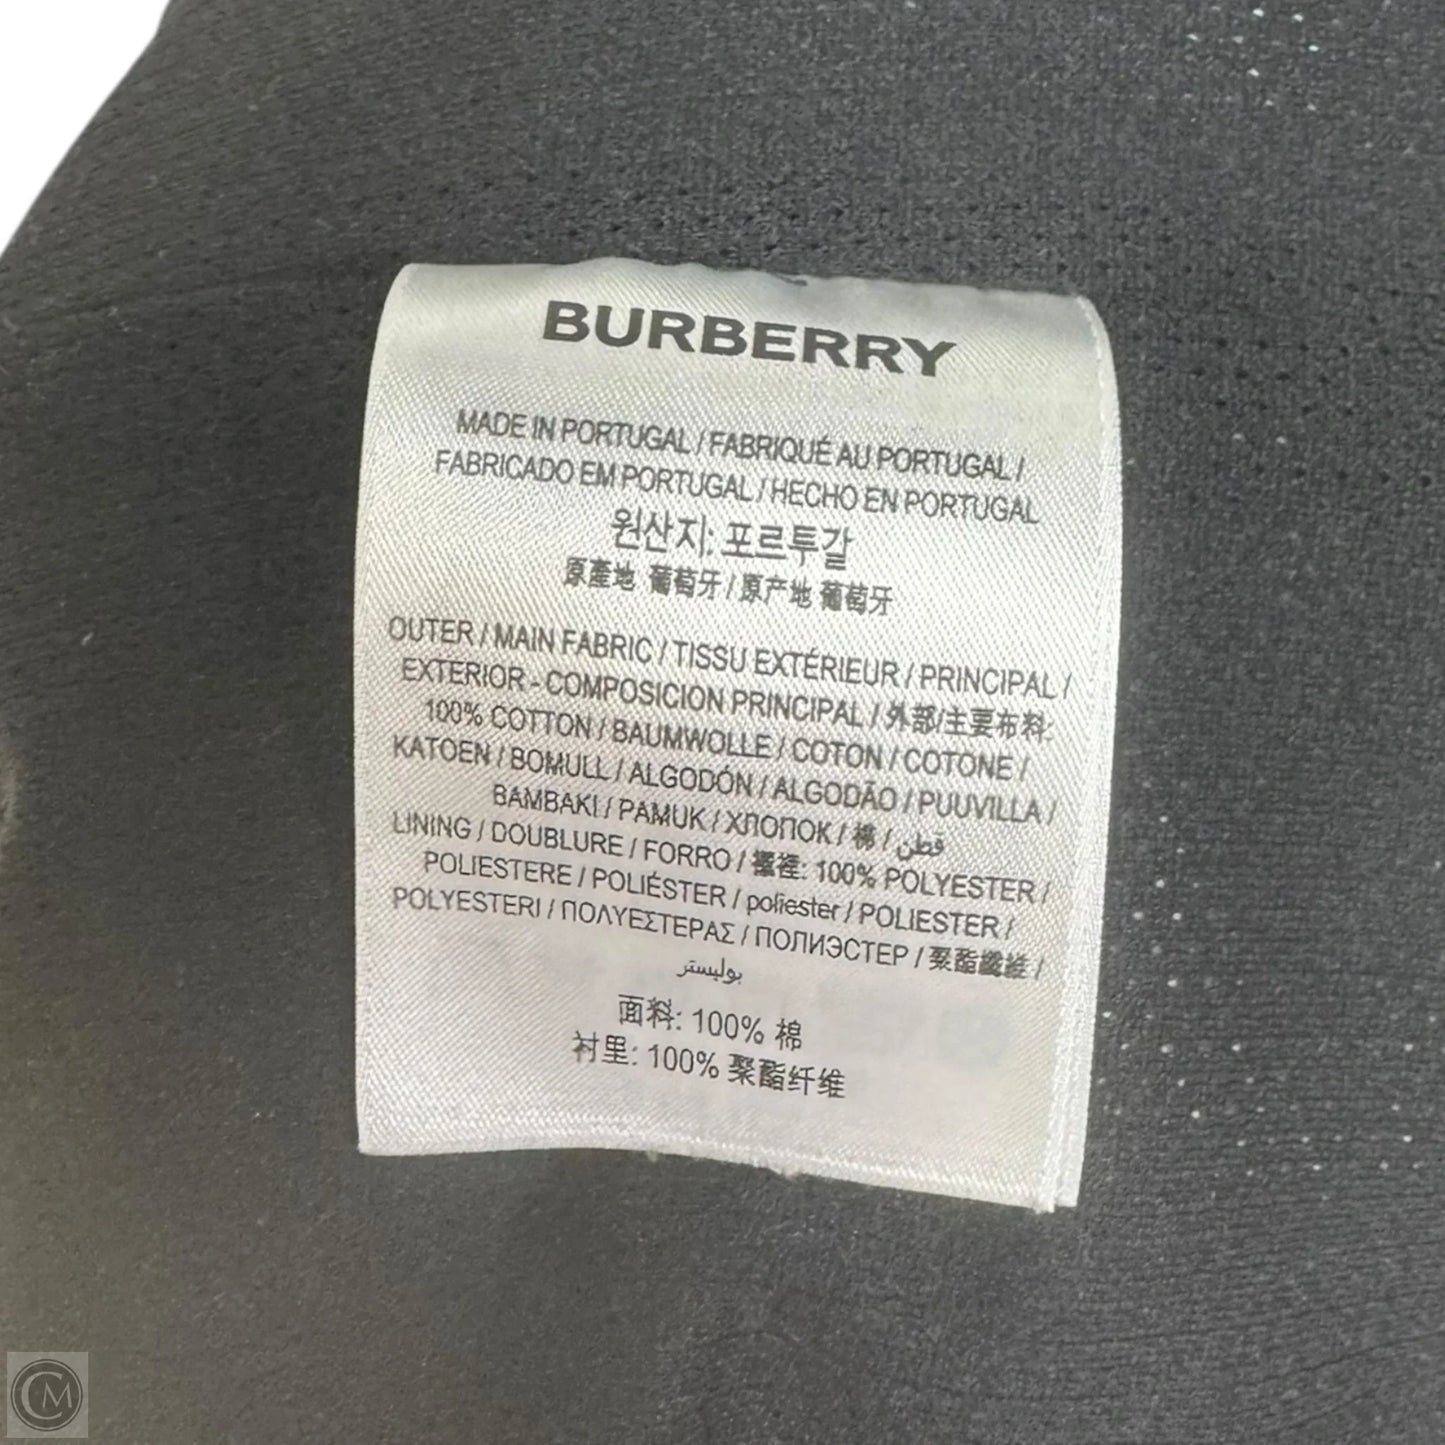 BURBERRY
MADE IN PORTUGAL / FABRIQUÉ AU PORTUGAL /
FABRICADO EM PORTUGAL / HECHO EN PORTUGAL
원산지: 포르투갈
原產地 葡萄牙 / 原产地 葡萄牙
OUTER / MAIN FABRIC / TISSU EXTÉRIEUR / PRINCIPAL /
EXTERIOR - COMPOSICION PRINCIPAL / 外部/主要布料:
100% COTTON / BAUMWOLLE / COTON / COTONE /
KATOEN / BOMULL / ALGODÓN / ALGODÃO / PUUVILLA /
BAMBAKI / PAMUK / ХЛОПОК / 棉 / قطن
LINING / DOUBLURE / FORRO / 裡: 100% POLYESTER /
POLIESTERE / POLIÉSTER / poliester / POLIESTER /
POLYESTERI / ΠΟΛΥΕΣΤΕΡΑΣ / ПОЛИЭСТЕР / 聚酯纖維 /
بوليستر
面料: 100% 棉
衬里: 100% 聚酯纤维
CM